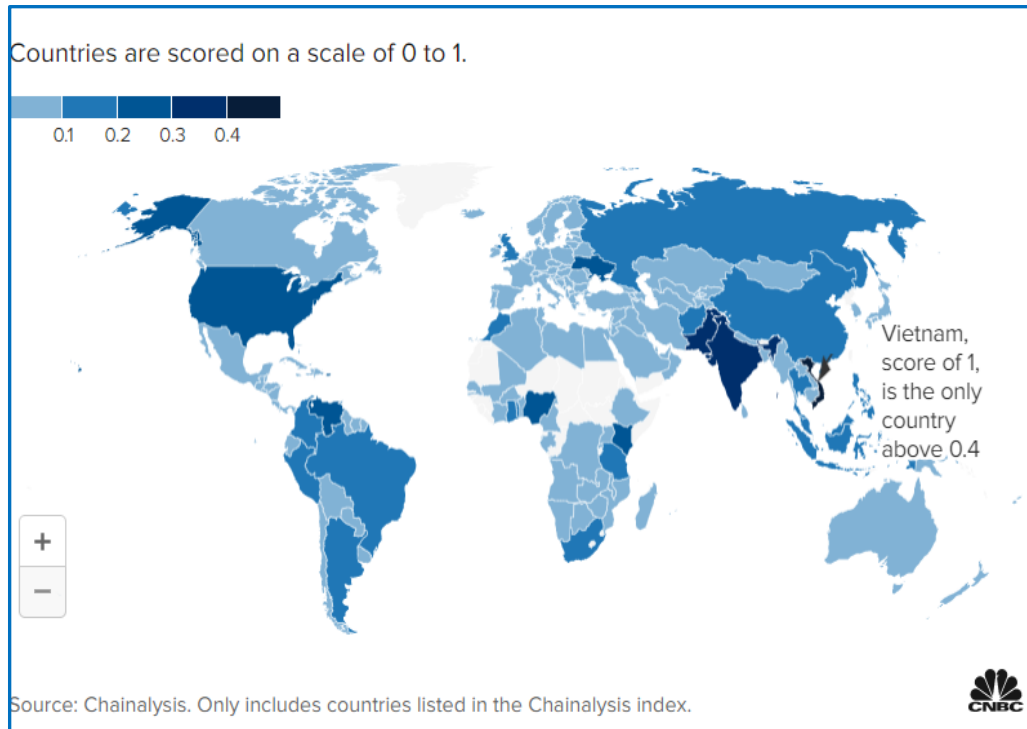 Countries are scored on a scale of 0 to 1.
0.1 0.2 0.3 0.4
Vietnam,
score of 1,
is the only
country
above 0.4
+
−
Source: Chainalysis. Only includes countries listed in the Chainalysis index.
CNBC